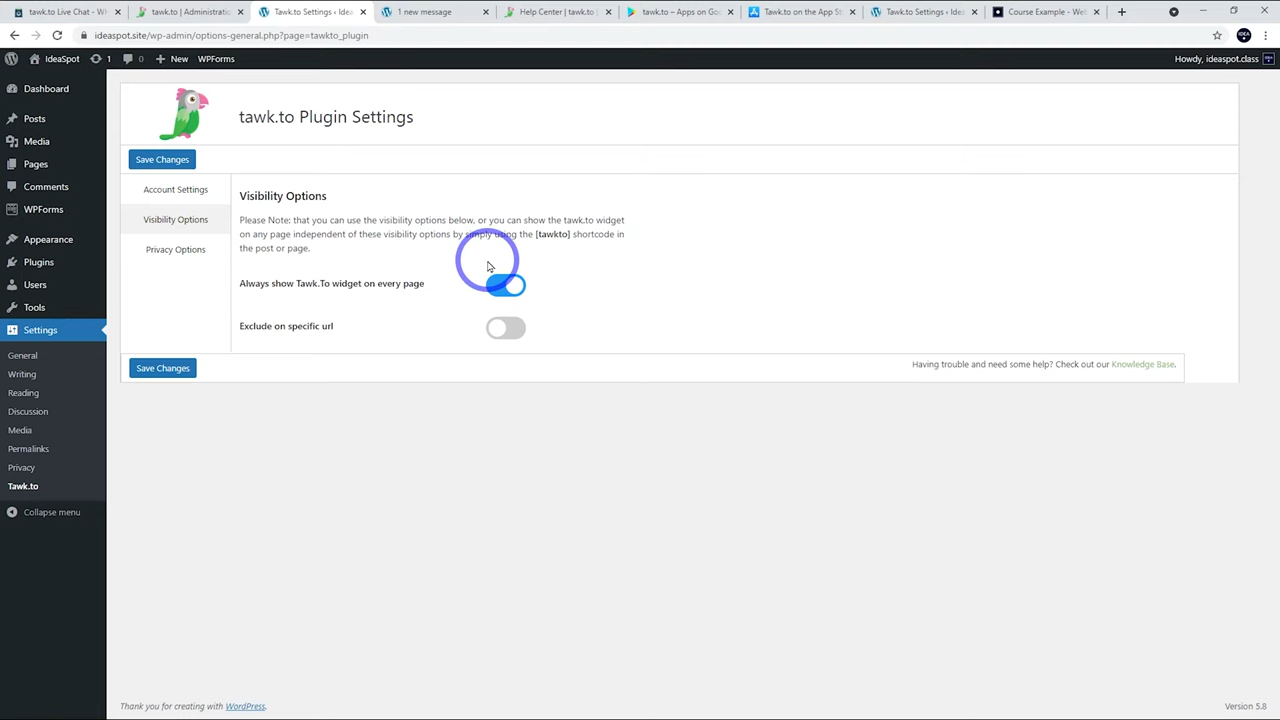 tawk.to Live Chat - W
tawk.to | Administratio
Tawk.to Settings ‹ Idea
1 new message
Help Center | tawk.to |
tawk.to – Apps on Goo
Tawk.to on the App St
Tawk.to Settings ‹ Idea
Course Example - Web
ideaspot.site/wp-admin/options-general.php?page=tawkto_plugin
IDEA
IdeaSpot
1
0
New
WPForms
Howdy, ideaspot.class
Dashboard
Posts
Media
Pages
Comments
WPForms
Appearance
Plugins
Users
Tools
Settings
General
Writing
Reading
Discussion
Media
Permalinks
Privacy
Tawk.to
Collapse menu
tawk.to Plugin Settings
Save Changes
Account Settings
Visibility Options
Privacy Options
Visibility Options
Please Note: that you can use the visibility options below, or you can show the tawk.to widget
on any page independent of these visibility options by simply using the [tawkto] shortcode in
the post or page.
Always show Tawk.To widget on every page
Exclude on specific url
Save Changes
Having trouble and need some help? Check out our Knowledge Base.
Thank you for creating with WordPress.
Version 5.8